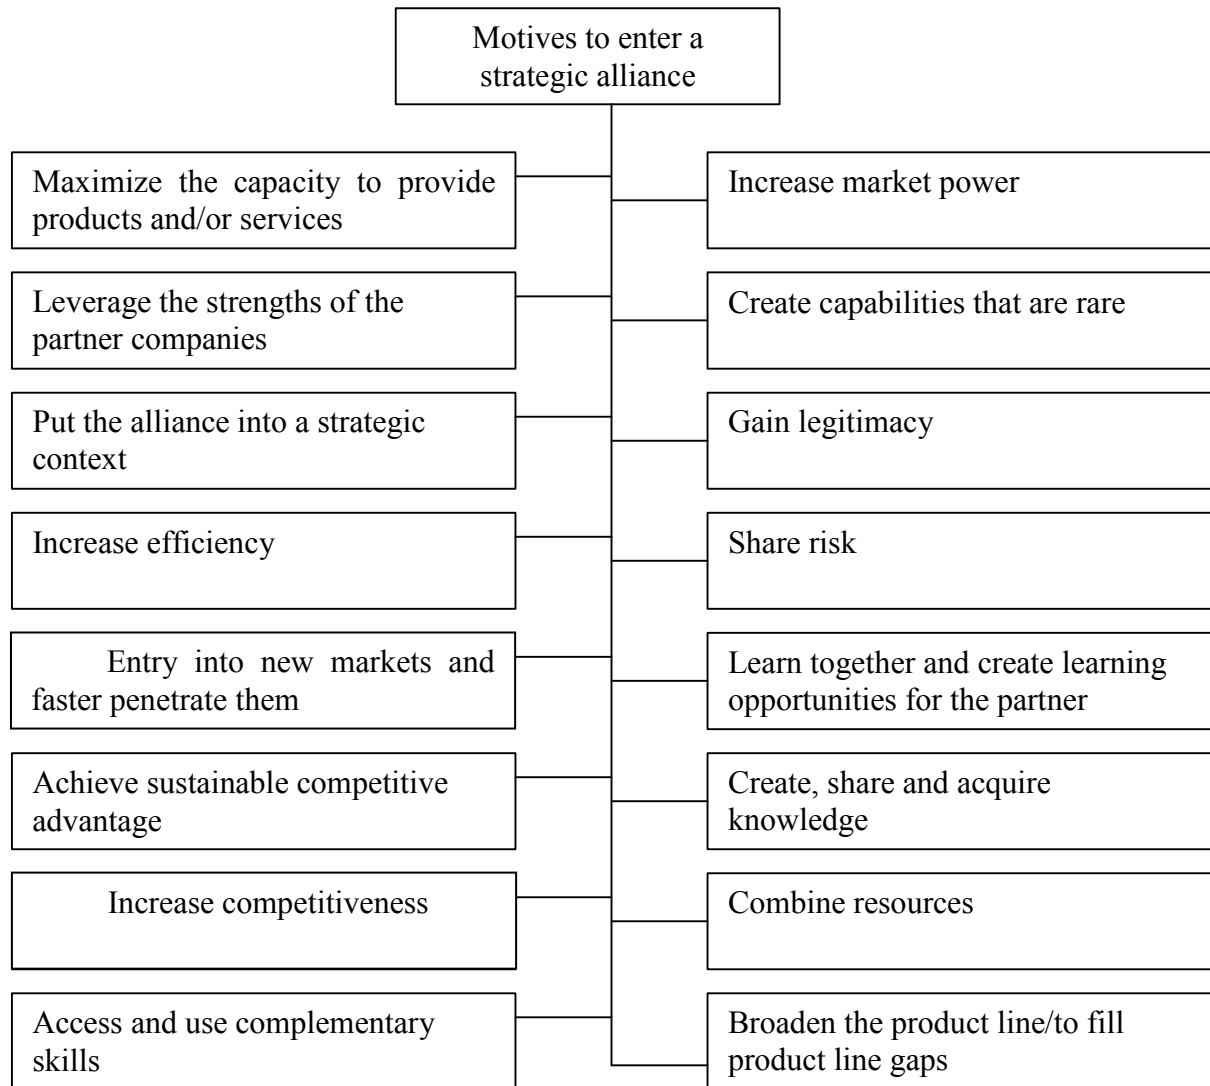 Motives to enter a
strategic alliance
Maximize the capacity to provide
products and/or services
Increase market power
Leverage the strengths of the
partner companies
Create capabilities that are rare
Put the alliance into a strategic
context
Gain legitimacy
Increase efficiency
Share risk
Entry into new markets and
faster penetrate them
Learn together and create learning
opportunities for the partner
Achieve sustainable competitive
advantage
Create, share and acquire
knowledge
Increase competitiveness
Combine resources
Access and use complementary
skills
Broaden the product line/to fill
product line gaps